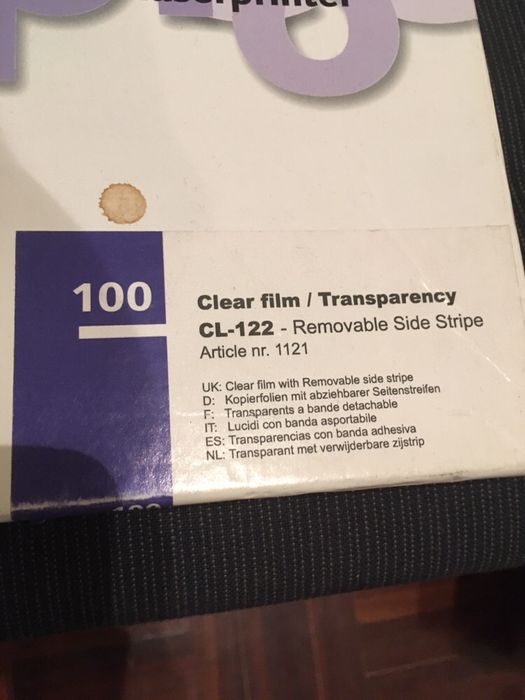 100
Clear film / Transparency
CL-122 - Removable Side Stripe
Article nr. 1121
UK: Clear film with Removable side stripe
D: Kopierfolien mit abziehbarer Seitenstreifen
F: Transparents a bande detachable
IT: Lucidi con banda asportabile
ES: Transparencias con banda adhesiva
NL: Transparant met verwijderbare zijstrip